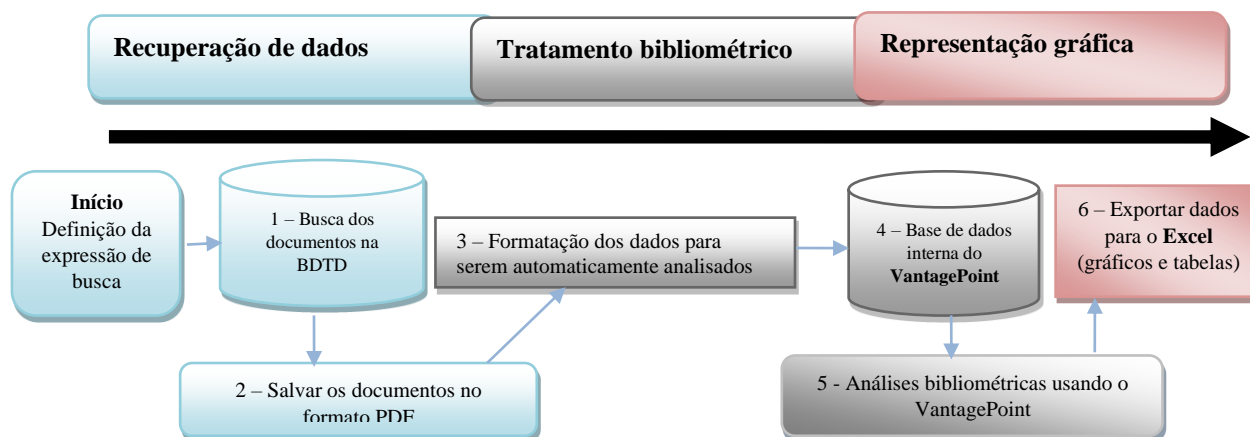 Recuperação de dados
Tratamento bibliométrico
Representação gráfica
Início
Definição da
expressão de
busca
1 – Busca dos
documentos na
BDTD
2 – Salvar os documentos no
formato PDF
3 – Formatação dos dados para
serem automaticamente analisados
4 – Base de dados
interna do
VantagePoint
5 - Análises bibliométricas usando o
VantagePoint
6 – Exportar dados
para o Excel
(gráficos e tabelas)